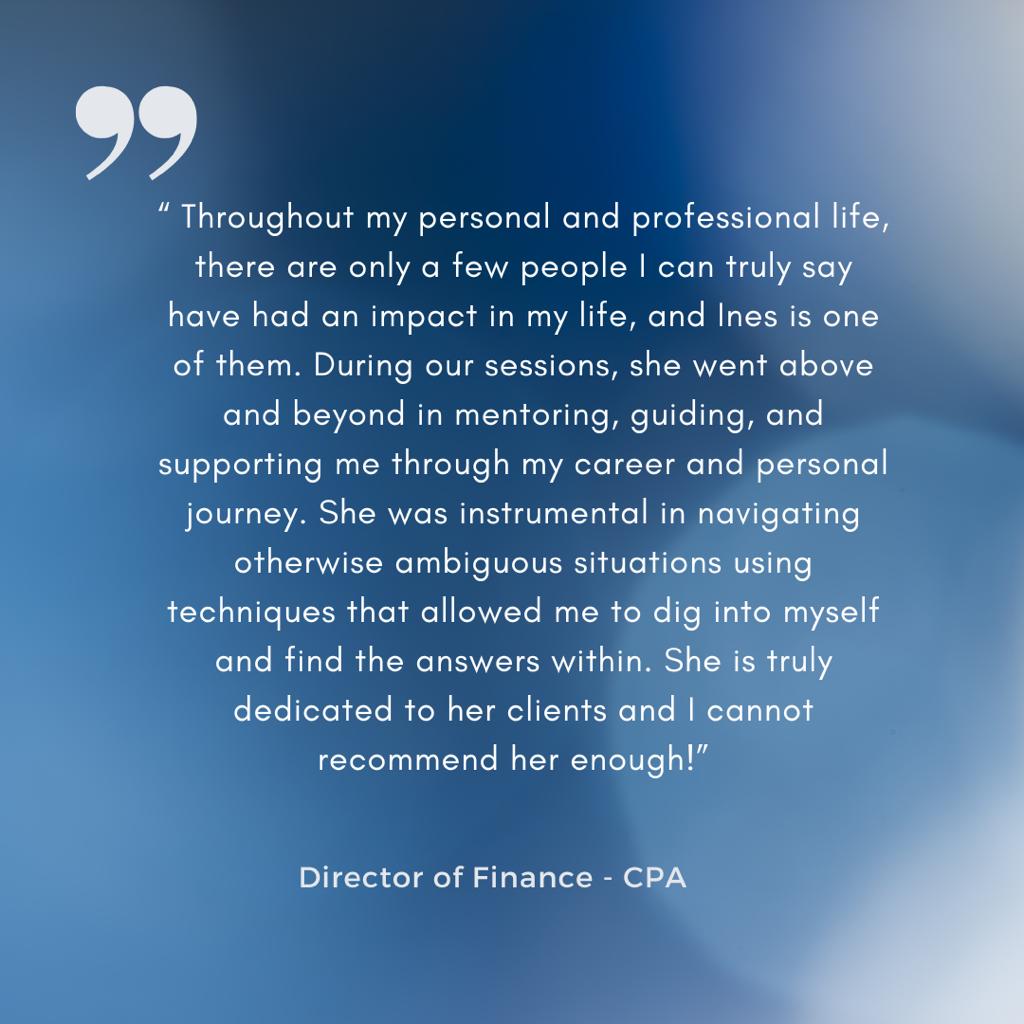 ”
“ Throughout my personal and professional life,
there are only a few people I can truly say
have had an impact in my life, and Ines is one
of them. During our sessions, she went above
and beyond in mentoring, guiding, and
supporting me through my career and personal
journey. She was instrumental in navigating
otherwise ambiguous situations using
techniques that allowed me to dig into myself
and find the answers within. She is truly
dedicated to her clients and I cannot
recommend her enough!”
Director of Finance - CPA